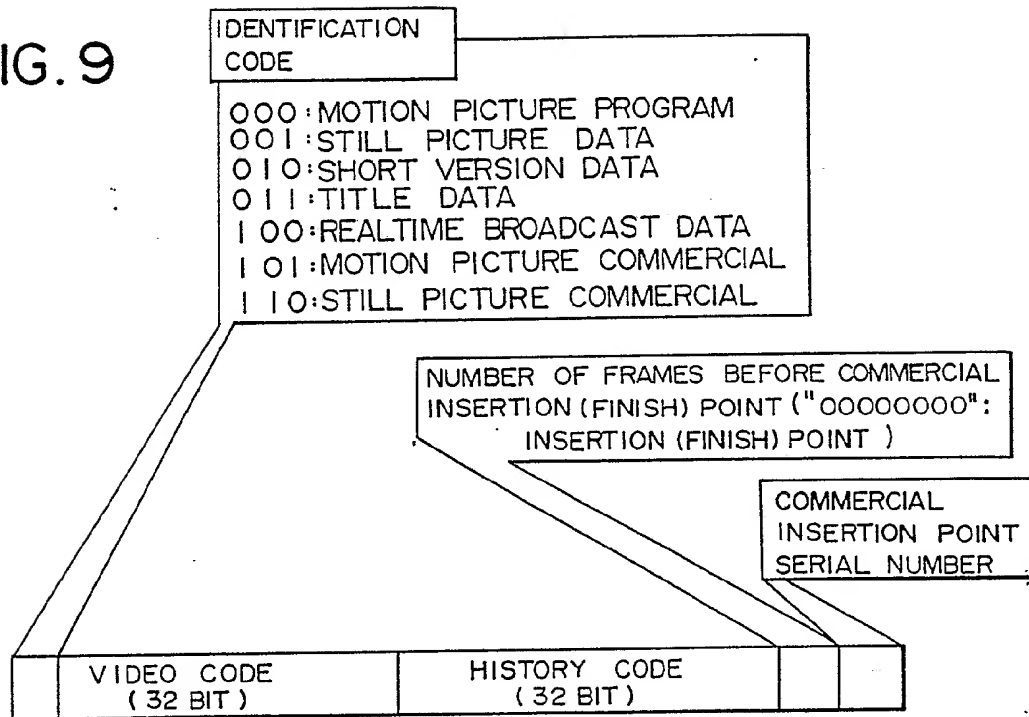 IG. 9
IDENTIFICATION
CODE
000:MOTION PICTURE PROGRAM
001:STILL PICTURE DATA
010:SHORT VERSION DATA
011:TITLE DATA
100:REALTIME BROADCAST DATA
101:MOTION PICTURE COMMERCIAL
110:STILL PICTURE COMMERCIAL
NUMBER OF FRAMES BEFORE COMMERCIAL
INSERTION (FINISH) POINT ("00000000":
INSERTION (FINISH) POINT )
COMMERCIAL
INSERTION POINT
SERIAL NUMBER
VIDEO CODE
(32 BIT)
HISTORY CODE
(32 BIT)